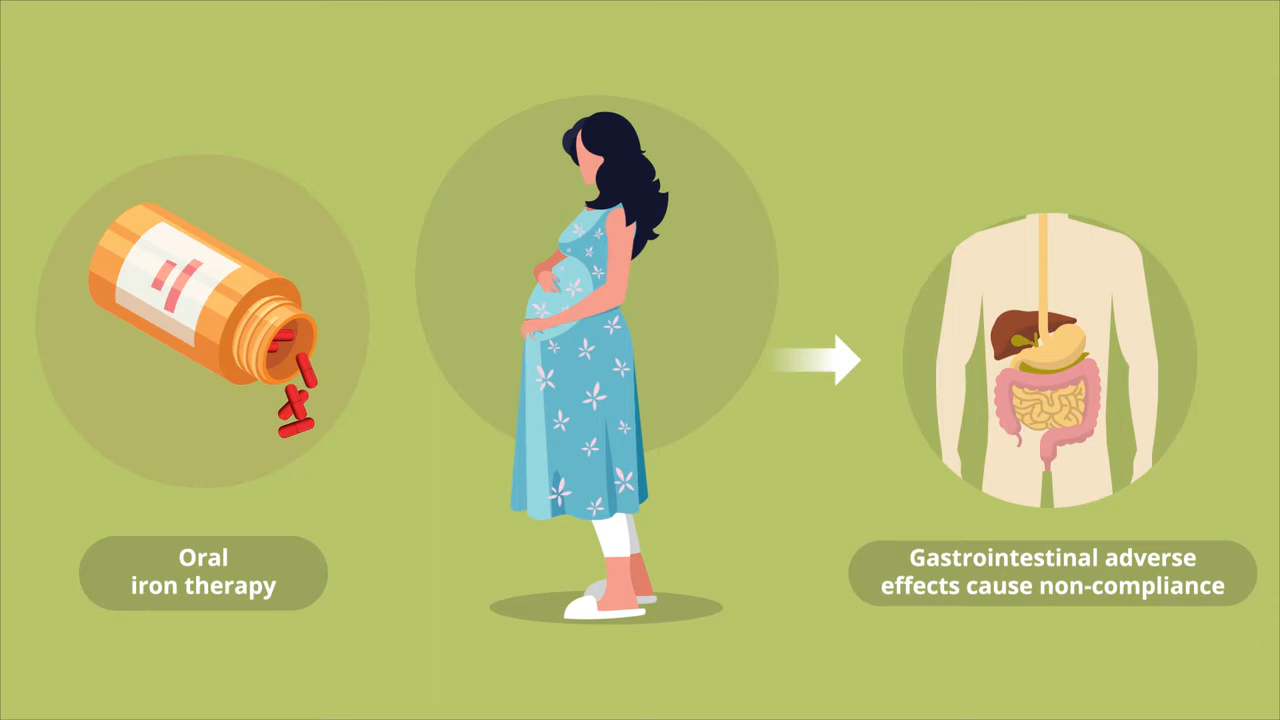 Oral
iron therapy
Gastrointestinal adverse
effects cause non-compliance